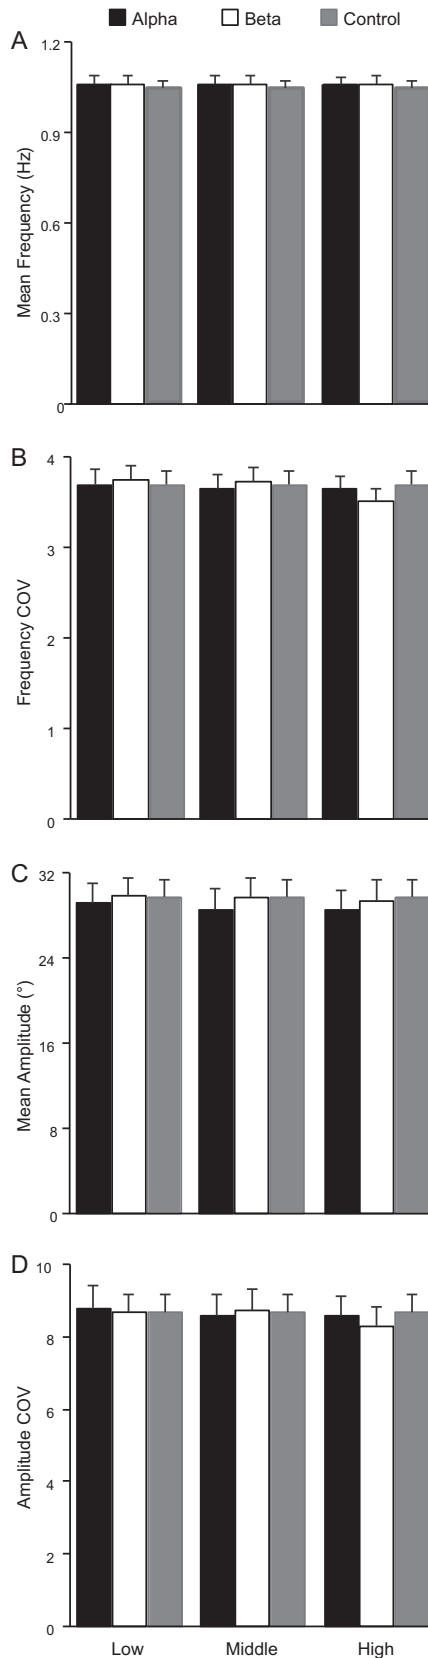 Alpha Beta Control
A
1.2
0.9
0.6
0.3
0
Mean Frequency (Hz)
B
4
3
2
1
0
Frequency COV
C
32
24
16
8
0
Mean Amplitude (°)
D
10
8
6
4
2
0
Amplitude COV
Low Middle High